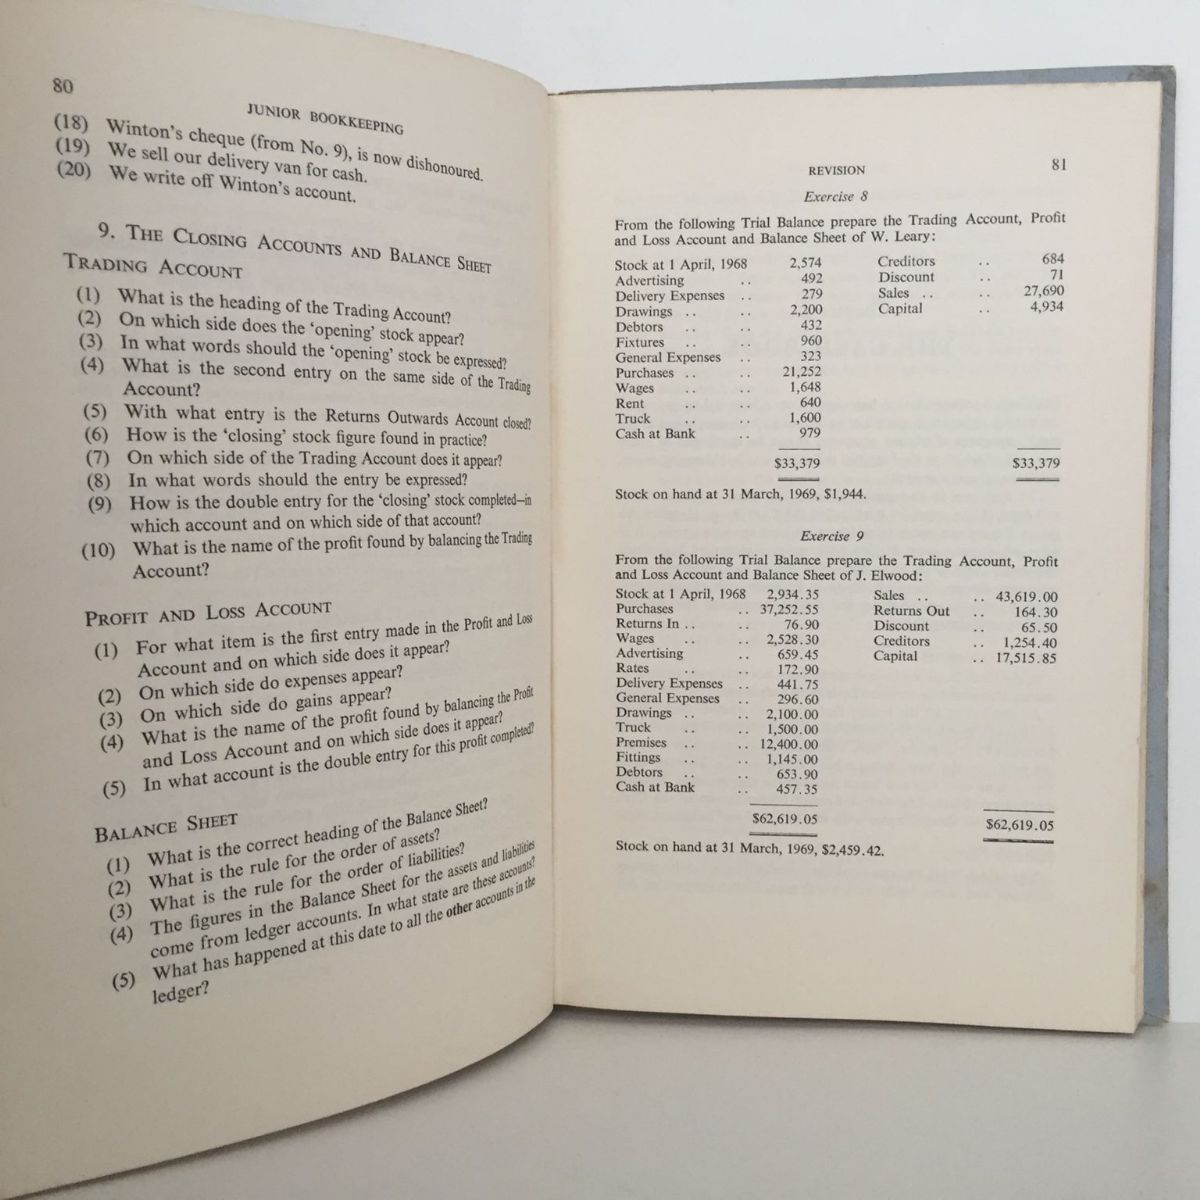 80
JUNIOR BOOKKEEPING
(18) Winton's cheque (from No. 9), is now dishonoured.
(19) We sell our delivery van for cash.
(20) We write off Winton's account.
9. THE CLOSING ACCOUNTS AND BALANCE SHEET
TRADING ACCOUNT
(1) What is the heading of the Trading Account?
(2) On which side does the 'opening' stock appear?
(3) In what words should the 'opening' stock be expressed?
(4) What is the second entry on the same side of the Trading
Account?
(5) With what entry is the Returns Outwards Account closed?
(6) How is the 'closing' stock figure found in practice?
(7) On which side of the Trading Account does it appear?
(8) In what words should the entry be expressed?
(9) How is the double entry for the 'closing' stock completed—in
which account and on which side of that account?
(10) What is the name of the profit found by balancing the Trading
Account?
PROFIT AND LOSS ACCOUNT
(1) For what item is the first entry made in the Profit and Loss
Account and on which side does it appear?
(2) On which side do expenses appear?
(3) On which side do gains appear?
(4) What is the name of the profit found by balancing the Profit
and Loss Account and on which side does it appear?
(5) In what account is the double entry for this profit completed?
BALANCE SHEET
(1) What is the correct heading of the Balance Sheet?
(2) What is the rule for the order of assets?
(3) What is the rule for the order of liabilities?
(4) The figures in the Balance Sheet for the assets and liabilities
come from ledger accounts. In what state are these accounts?
(5) What has happened at this date to all the other accounts in the
ledger?
REVISION 81
Exercise 8
From the following Trial Balance prepare the Trading Account, Profit
and Loss Account and Balance Sheet of W. Leary:
Stock at 1 April, 1968 2,574 Creditors .. 684
Advertising .. 492 Discount .. 71
Delivery Expenses .. 279 Sales .. .. 27,690
Drawings .. .. 2,200 Capital .. 4,934
Debtors .. .. 432
Fixtures .. .. 960
General Expenses .. 323
Purchases .. .. 21,252
Wages .. .. 1,648
Rent .. .. 640
Truck .. .. 1,600
Cash at Bank .. 979
$33,379 $33,379
Stock on hand at 31 March, 1969, $1,944.
Exercise 9
From the following Trial Balance prepare the Trading Account, Profit
and Loss Account and Balance Sheet of J. Elwood:
Stock at 1 April, 1968 2,934.35 Sales .. .. 43,619.00
Purchases .. 37,252.55 Returns Out .. 164.30
Returns In .. .. 76.90 Discount .. 65.50
Wages .. .. 2,528.30 Creditors .. 1,254.40
Advertising .. 659.45 Capital .. 17,515.85
Rates .. .. 172.90
Delivery Expenses .. 441.75
General Expenses .. 296.60
Drawings .. .. 2,100.00
Truck .. .. 1,500.00
Premises .. .. 12,400.00
Fittings .. .. 1,145.00
Debtors .. .. 653.90
Cash at Bank .. 457.35
$62,619.05 $62,619.05
Stock on hand at 31 March, 1969, $2,459.42.